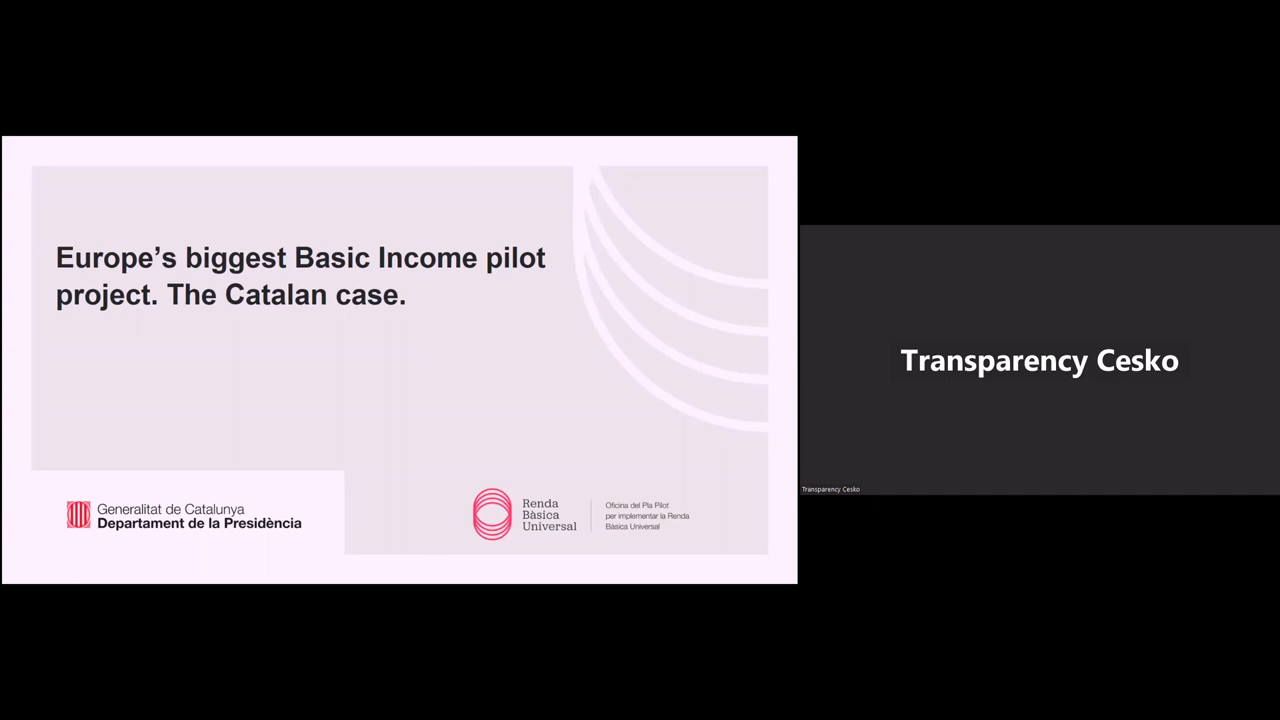 Europe’s biggest Basic Income pilot
project. The Catalan case.
Generalitat de Catalunya
Departament de la Presidència
Renda
Bàsica
Universal
Oficina del Pla Pilot
per implementar la Renda
Bàsica Universal
Transparency Cesko
Transparency Cesko